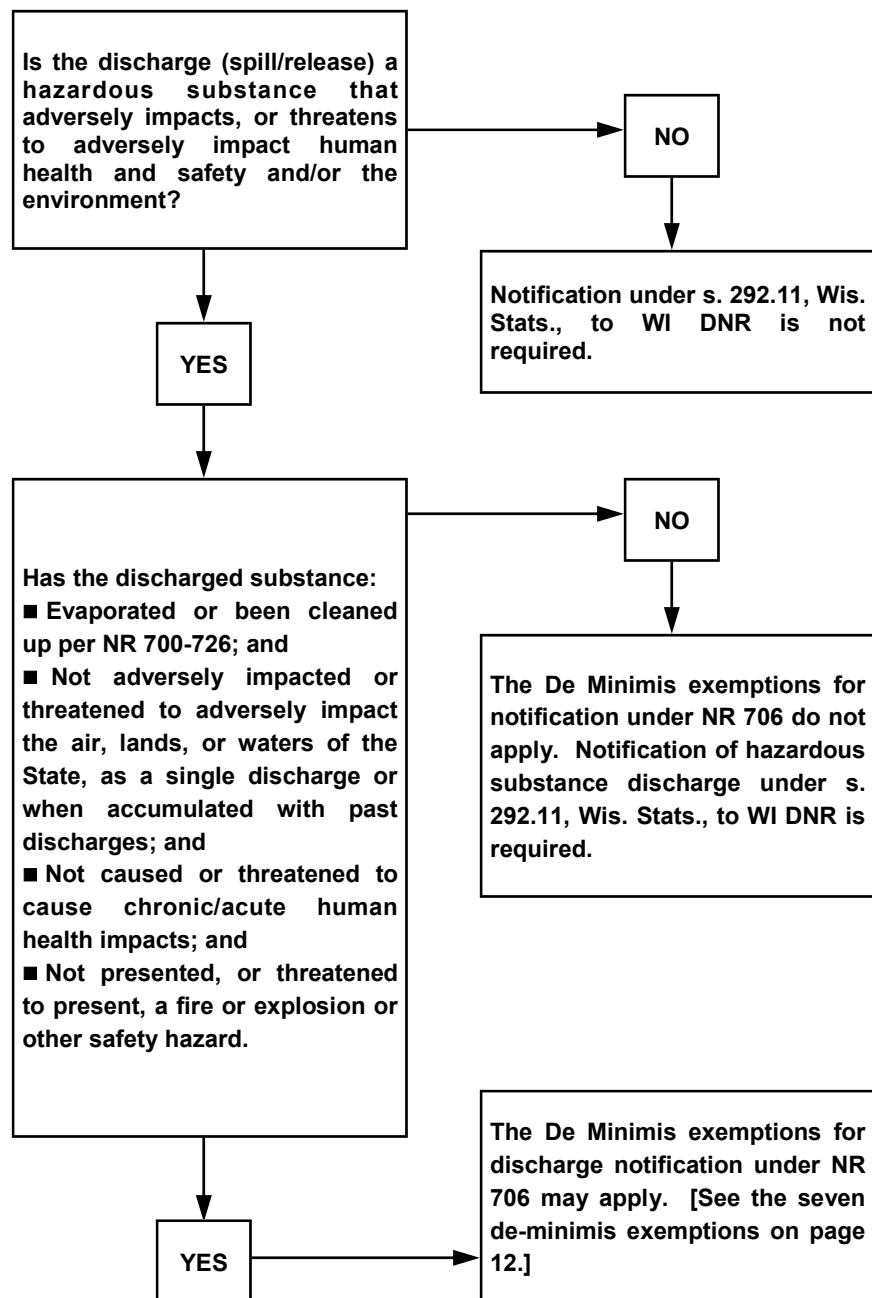 Is the discharge (spill/release) a
hazardous substance that
adversely impacts, or threatens
to adversely impact human
health and safety and/or the
environment?
NO
Notification under s. 292.11, Wis.
Stats., to WI DNR is not
required.
YES
Has the discharged substance:
■ Evaporated or been cleaned
up per NR 700-726; and
■ Not adversely impacted or
threatened to adversely impact
the air, lands, or waters of the
State, as a single discharge or
when accumulated with past
discharges; and
■ Not caused or threatened to
cause chronic/acute human
health impacts; and
■ Not presented, or threatened
to present, a fire or explosion or
other safety hazard.
NO
The De Minimis exemptions for
notification under NR 706 do not
apply. Notification of hazardous
substance discharge under s.
292.11, Wis. Stats., to WI DNR is
required.
YES
The De Minimis exemptions for
discharge notification under NR
706 may apply. [See the seven
de-minimis exemptions on page
12.]